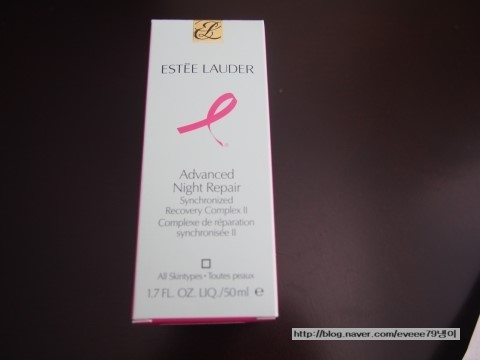 EL
ESTĒE LAUDER
Advanced
Night Repair
Synchronized
Recovery Complex II
Complexe de réparation
synchronisée II
All Skintypes • Toutes peaux
1.7 FL. OZ. LIQ./50ml ℮
http://blog.naver.com/eveee79냉이